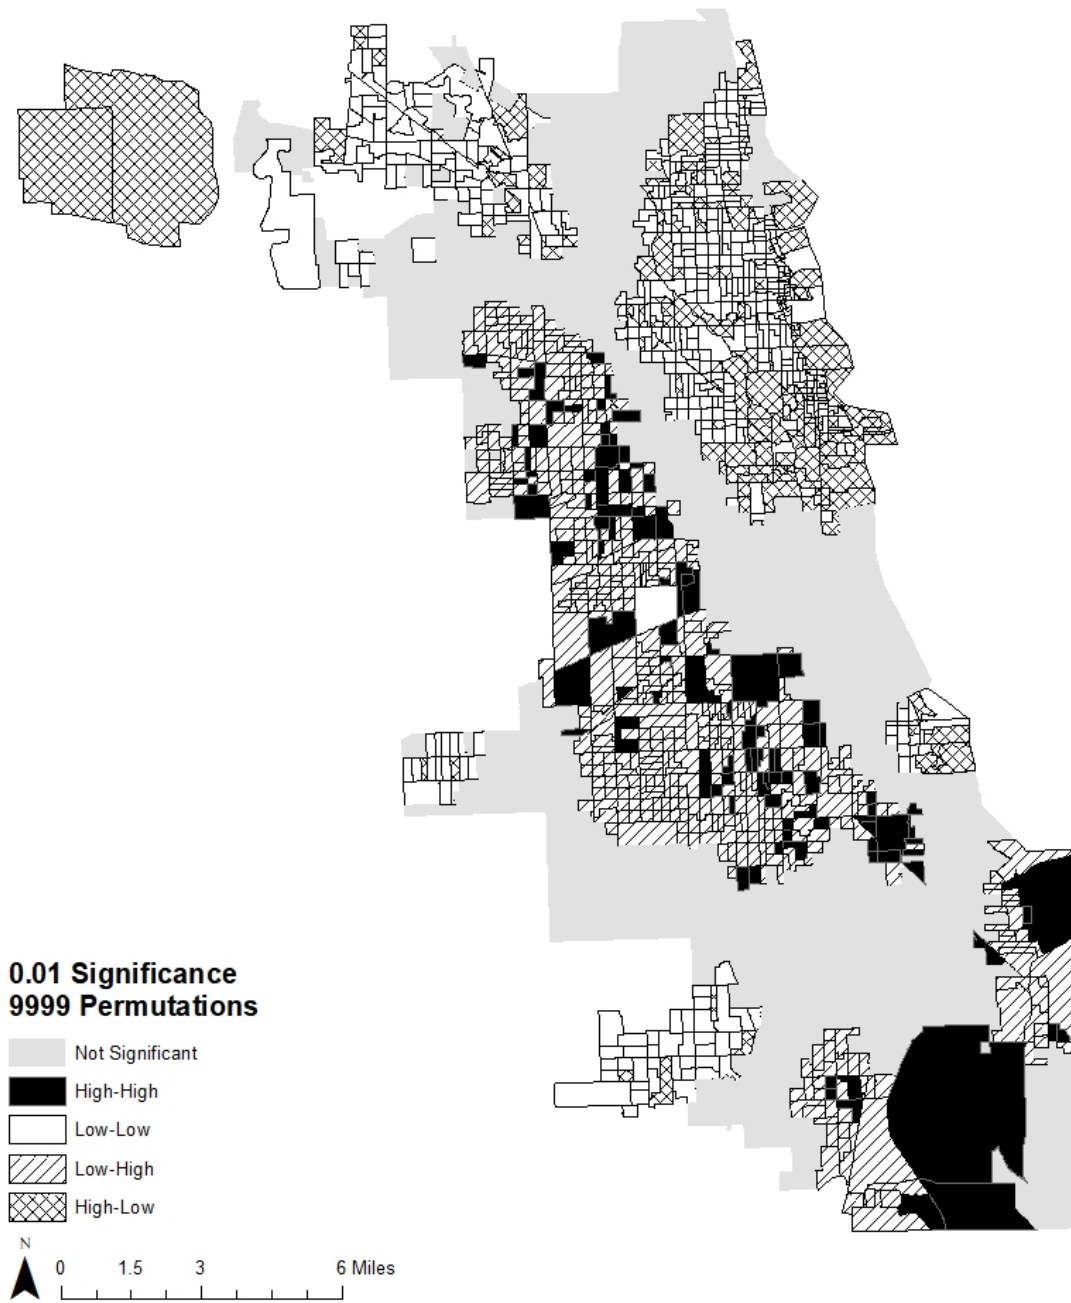 0.01 Significance
9999 Permutations
Not Significant
High-High
Low-Low
Low-High
High-Low
N
0 1.5 3 6 Miles